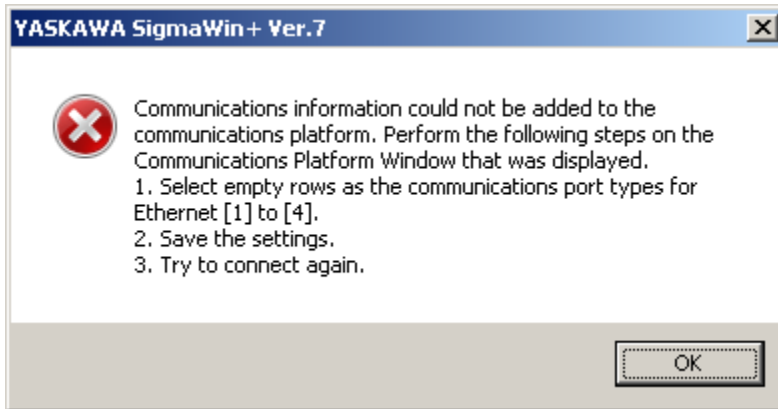 YASKAWA SigmaWin+ Ver.7
Communications information could not be added to the
communications platform. Perform the following steps on the
Communications Platform Window that was displayed.
1. Select empty rows as the communications port types for
Ethernet [1] to [4].
2. Save the settings.
3. Try to connect again.
OK